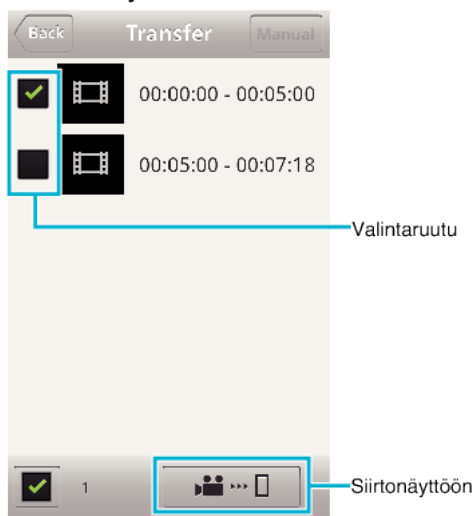 Back Transfer Manual
00:00:00 - 00:05:00
00:05:00 - 00:07:18
Valintaruutu
1
Siirtonäyttöön